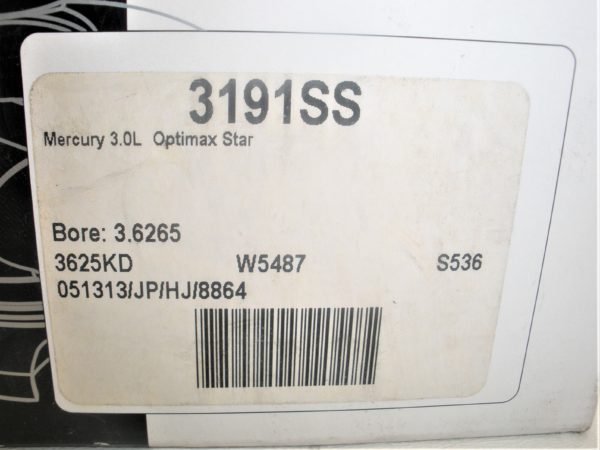 3191SS
Mercury 3.0L Optimax Star
Bore: 3.6265
3625KD W5487 S536
051313/JP/HJ/8864